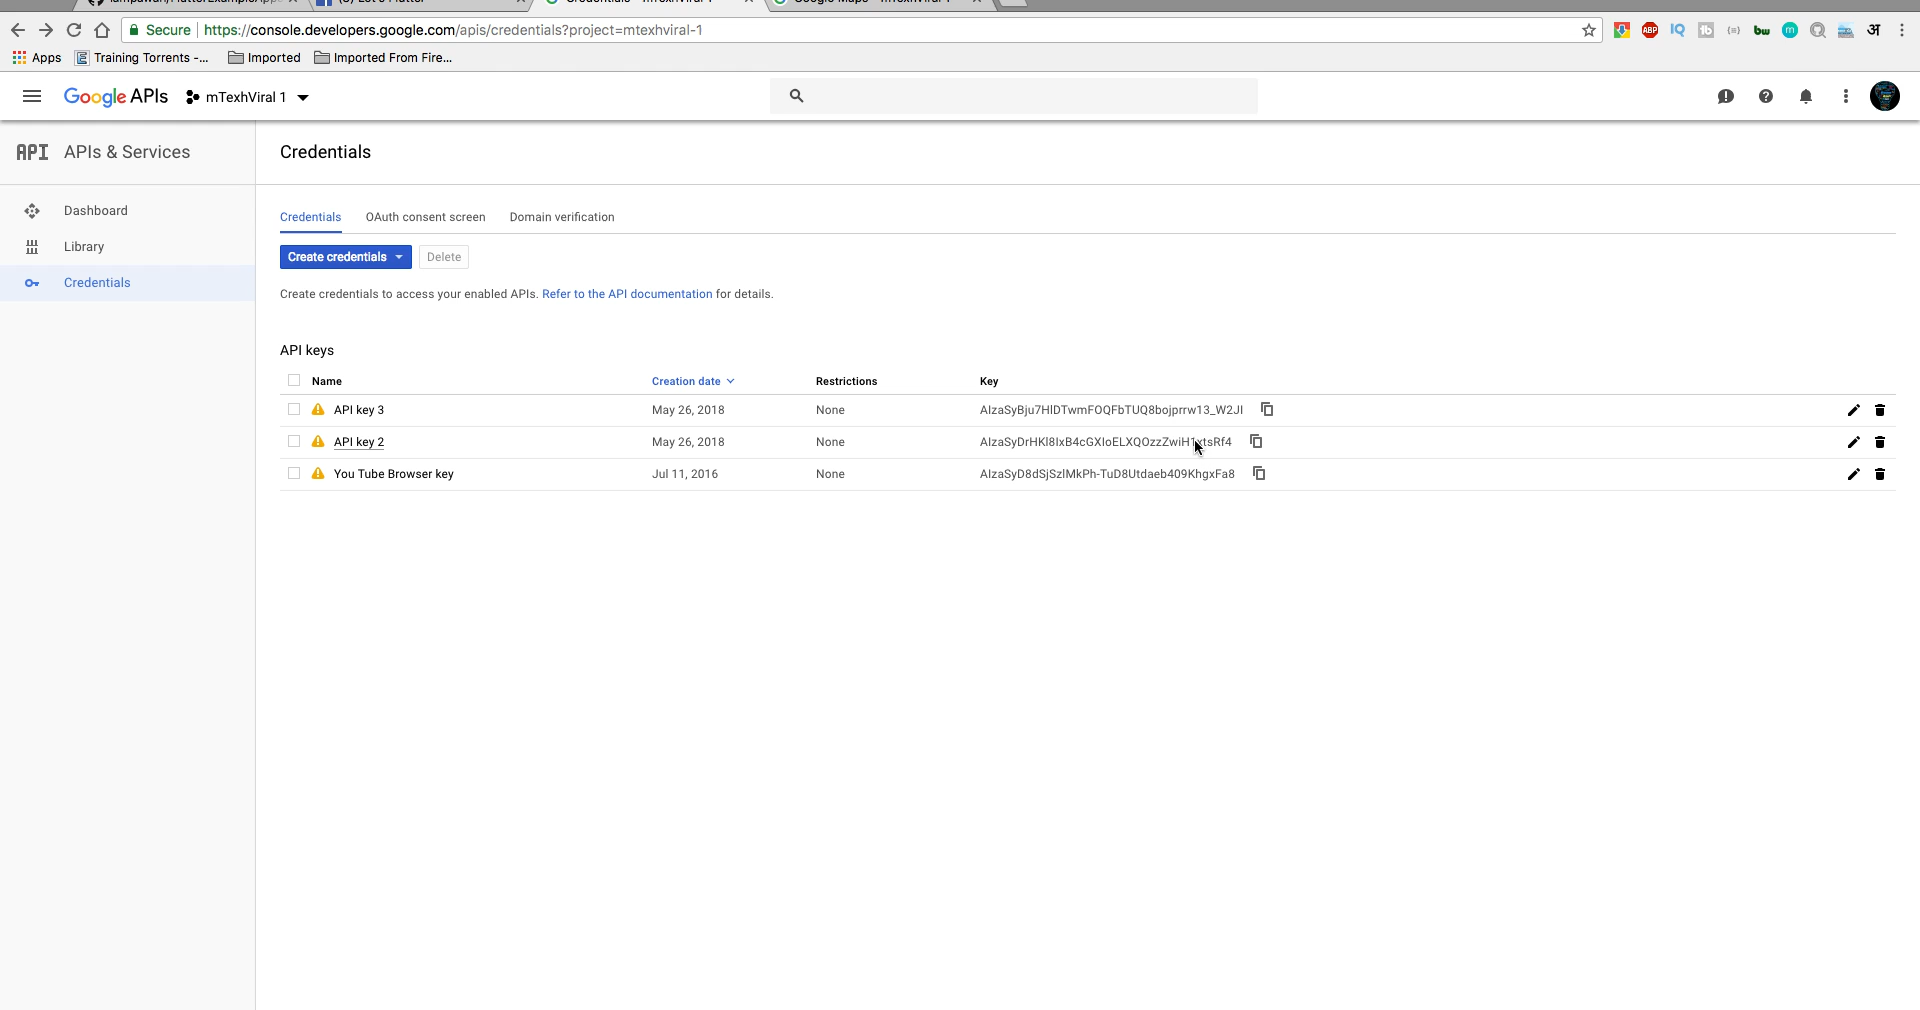 Secure https://console.developers.google.com/apis/credentials?project=mtexhviral-1
Apps Training Torrents -... Imported Imported From Fire...
Google APIs mTexhViral 1
API APIs & Services
Credentials
Dashboard
Library
Credentials
Credentials OAuth consent screen Domain verification
Create credentials Delete
Create credentials to access your enabled APIs. Refer to the API documentation for details.
API keys
Name Creation date Restrictions Key
API key 3 May 26, 2018 None
API key 2 May 26, 2018 None
You Tube Browser key Jul 11, 2016 None